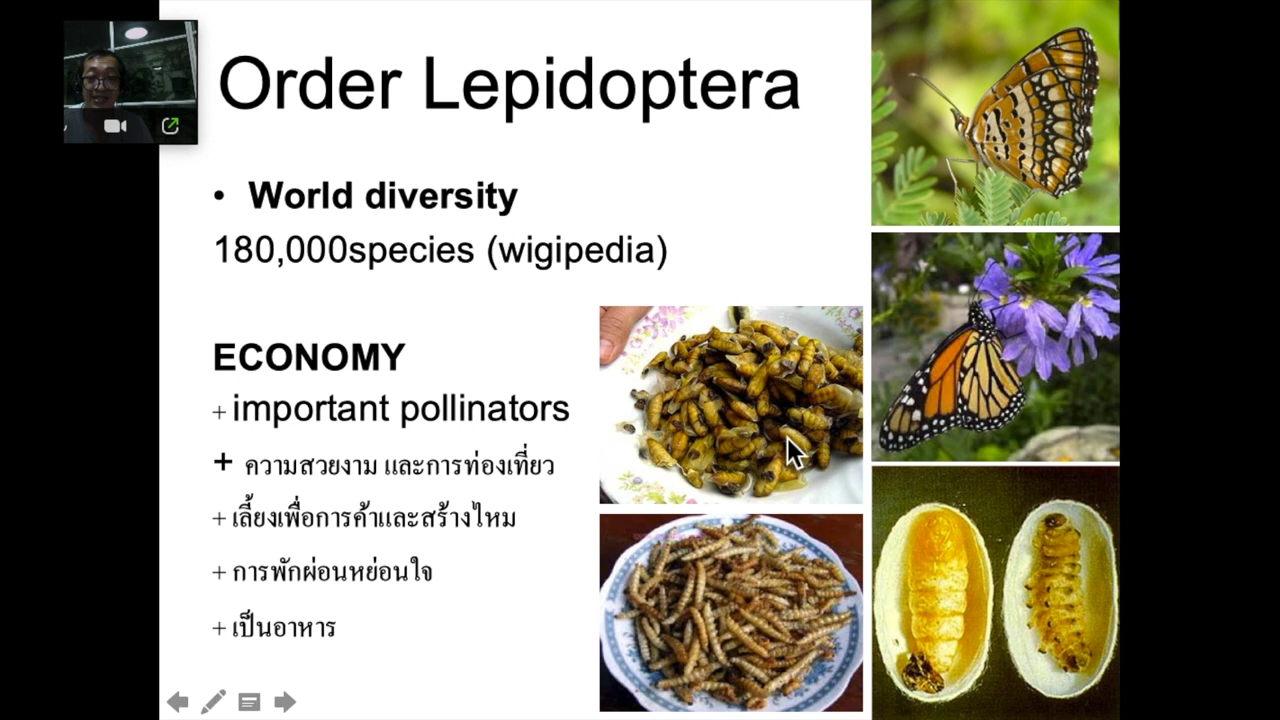 Order Lepidoptera
• World diversity
180,000species (wigipedia)
ECONOMY
+ important pollinators
+ ความสวยงาม และการท่องเที่ยว
+ เลี้ยงเพื่อการค้าและสร้างไหม
+ การพักผ่อนหย่อนใจ
+ เป็นอาหาร